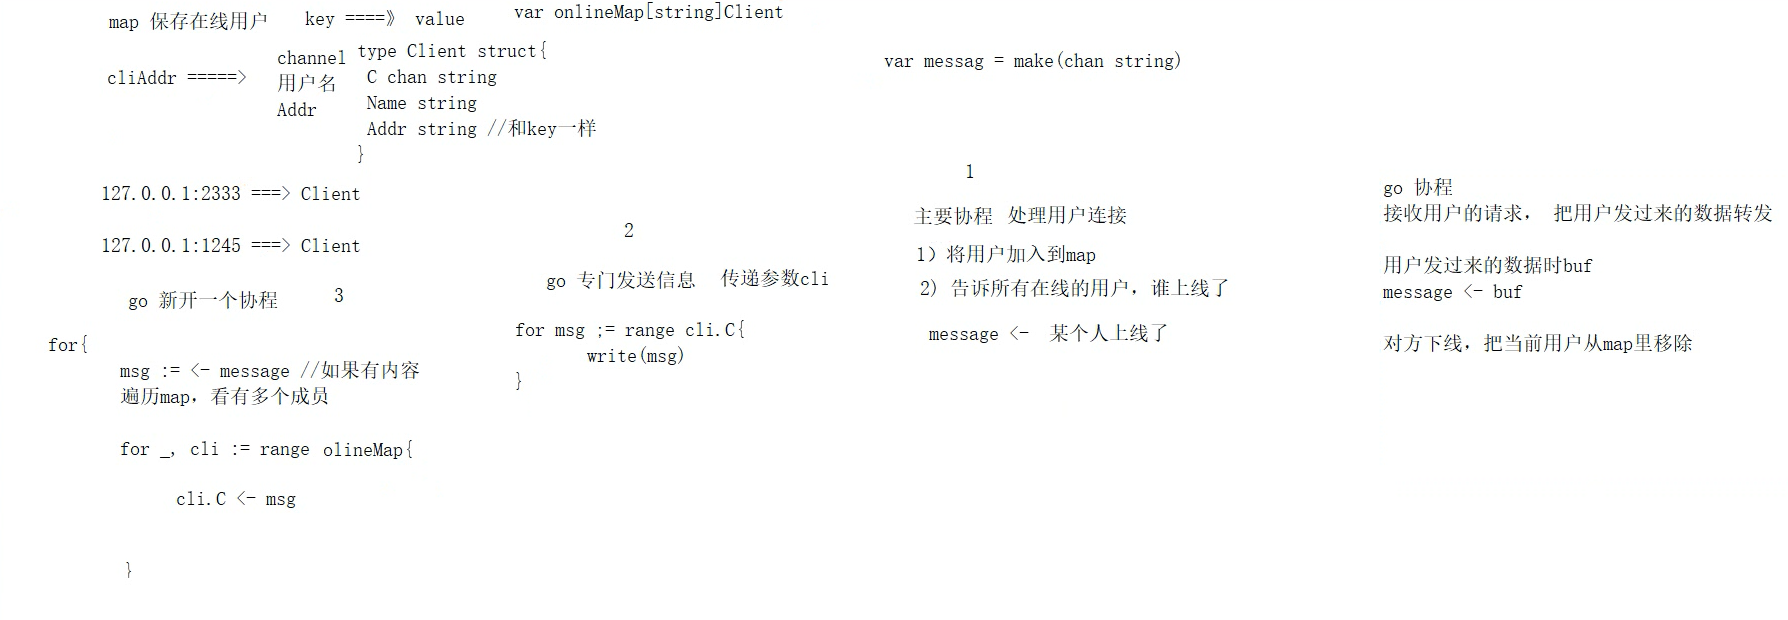 map 保存在线用户    key ====》 value
var onlineMap[string]Client
cliAddr =====>
channel
用户名
Addr
type Client struct{
C chan string
Name string
Addr string //和key一样
}
127.0.0.1:2333 ===> Client
127.0.0.1:1245 ===> Client
go 新开一个协程    3
for{
msg := <- message //如果有内容
遍历map，看有多个成员
for _, cli := range olineMap{
cli.C <- msg
}
2
go 专门发送信息    传递参数cli
for msg ;= range cli.C{
write(msg)
}
var messag = make(chan string)
1
主要协程  处理用户连接
1）将用户加入到map
2) 告诉所有在线的用户，谁上线了
message <-  某个人上线了
go 协程
接收用户的请求， 把用户发过来的数据转发
用户发过来的数据时buf
message <- buf
对方下线，把当前用户从map里移除